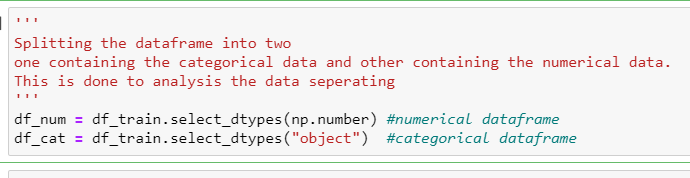 '''
Splitting the dataframe into two
one containing the categorical data and other containing the numerical data.
This is done to analysis the data seperating
'''
df_num = df_train.select_dtypes(np.number) #numerical dataframe
df_cat = df_train.select_dtypes("object")  #categorical dataframe